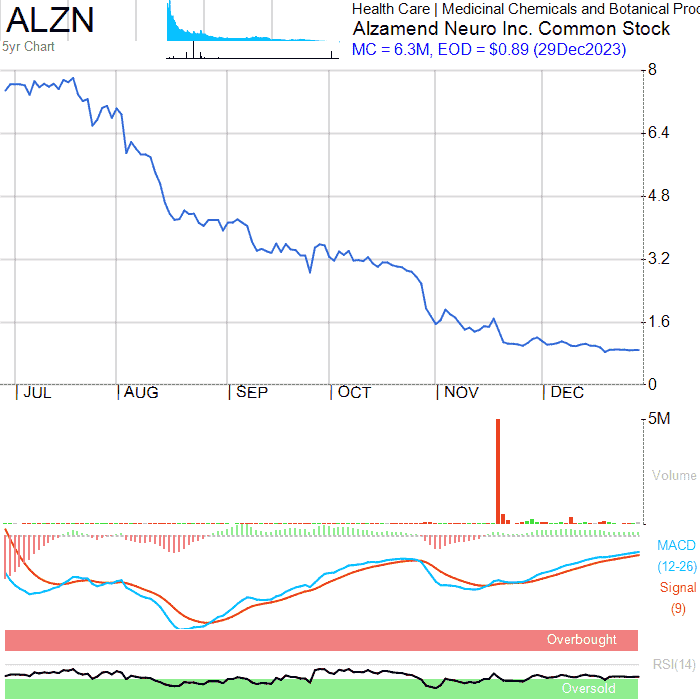 ALZN
5yr Chart
Health Care | Medicinal Chemicals and Botanical Proc
Alzamend Neuro Inc. Common Stock
MC = 6.3M, EOD = $0.89 (29Dec2023)
8
6.4
4.8
3.2
1.6
0
JUL AUG SEP OCT NOV DEC
5M
Volume
MACD
(12-26)
Signal
(9)
Overbought
RSI(14)
Oversold